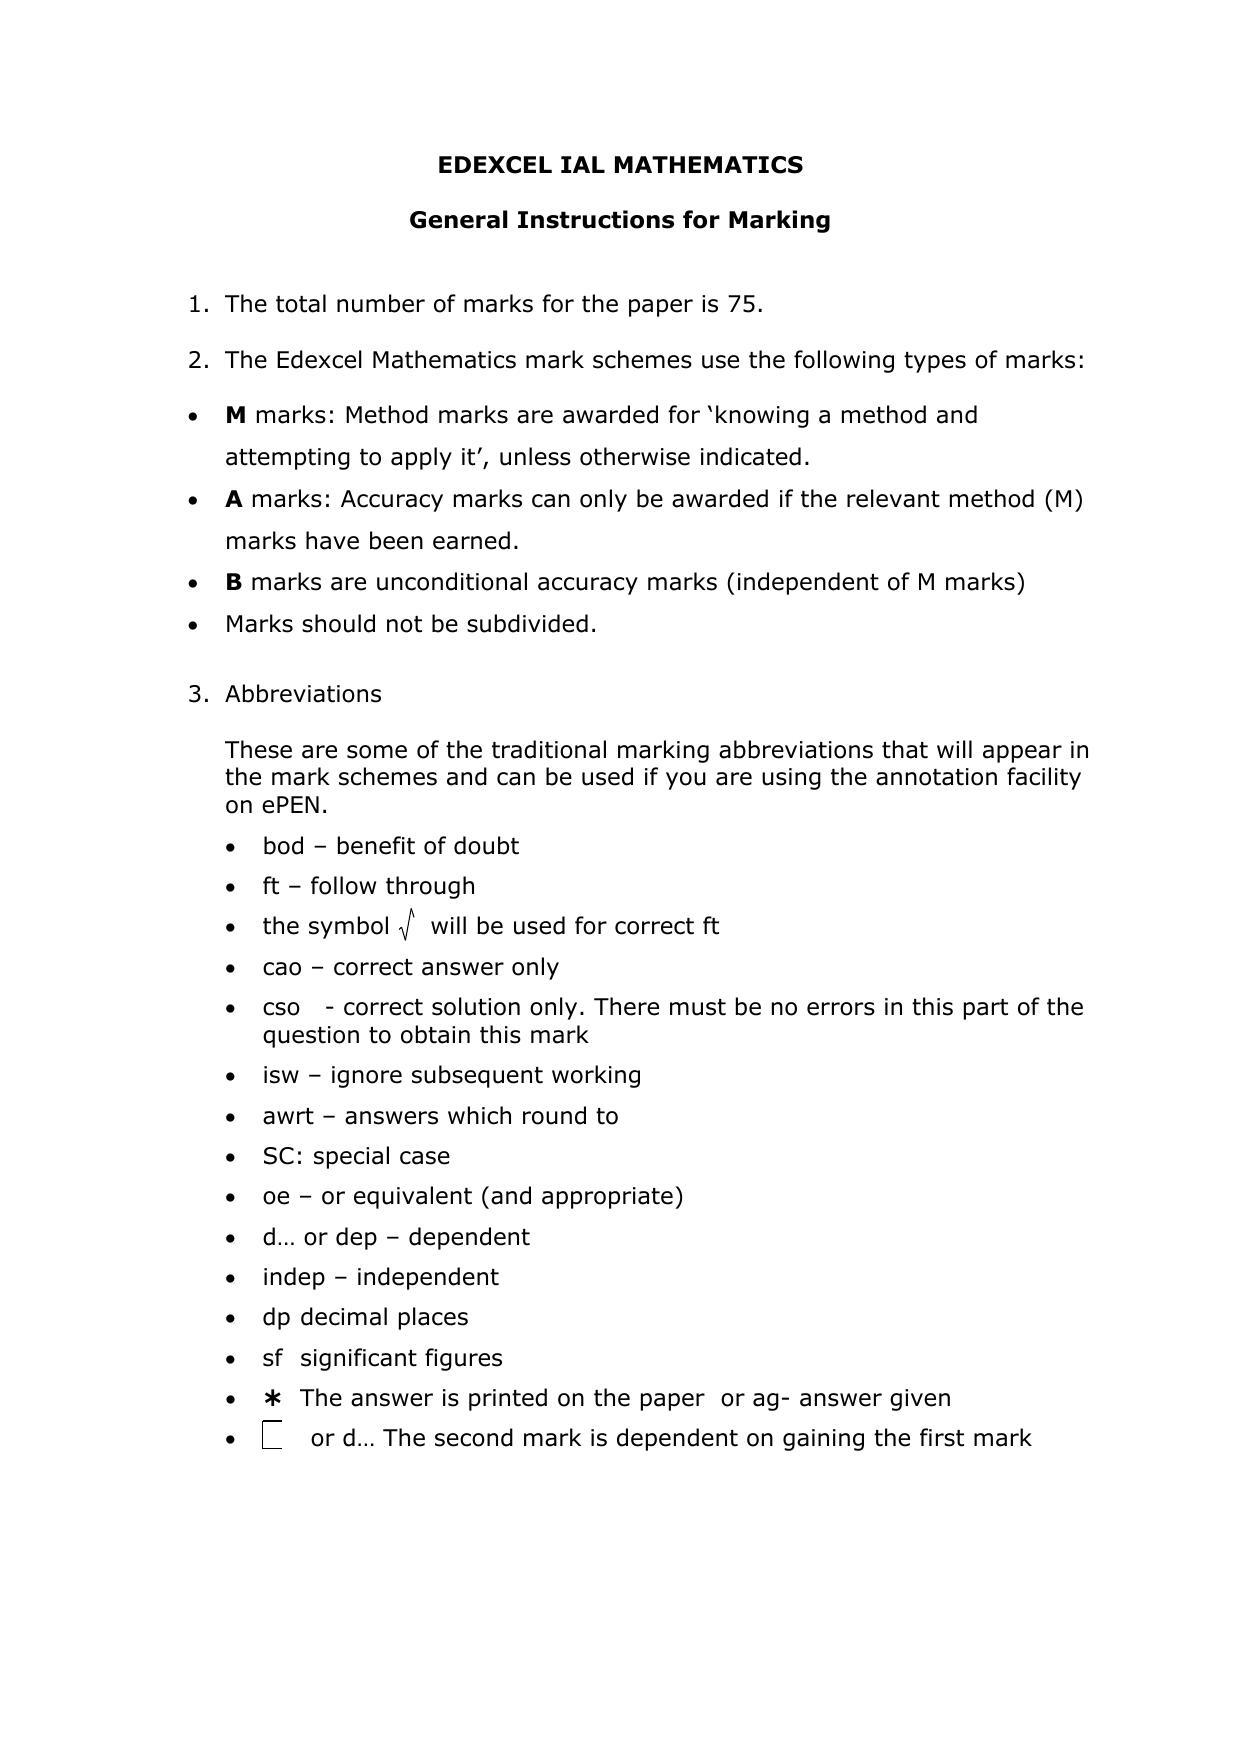 EDEXCEL IAL MATHEMATICS
General Instructions for Marking
1. The total number of marks for the paper is 75.
2. The Edexcel Mathematics mark schemes use the following types of marks:
• M marks: Method marks are awarded for ‘knowing a method and
attempting to apply it’, unless otherwise indicated.
• A marks: Accuracy marks can only be awarded if the relevant method (M)
marks have been earned.
• B marks are unconditional accuracy marks (independent of M marks)
• Marks should not be subdivided.
3. Abbreviations
These are some of the traditional marking abbreviations that will appear in
the mark schemes and can be used if you are using the annotation facility
on ePEN.
• bod – benefit of doubt
• ft – follow through
• the symbol √ will be used for correct ft
• cao – correct answer only
• cso - correct solution only. There must be no errors in this part of the
question to obtain this mark
• isw – ignore subsequent working
• awrt – answers which round to
• SC: special case
• oe – or equivalent (and appropriate)
• d… or dep – dependent
• indep – independent
• dp decimal places
• sf significant figures
• * The answer is printed on the paper or ag- answer given
• or d… The second mark is dependent on gaining the first mark